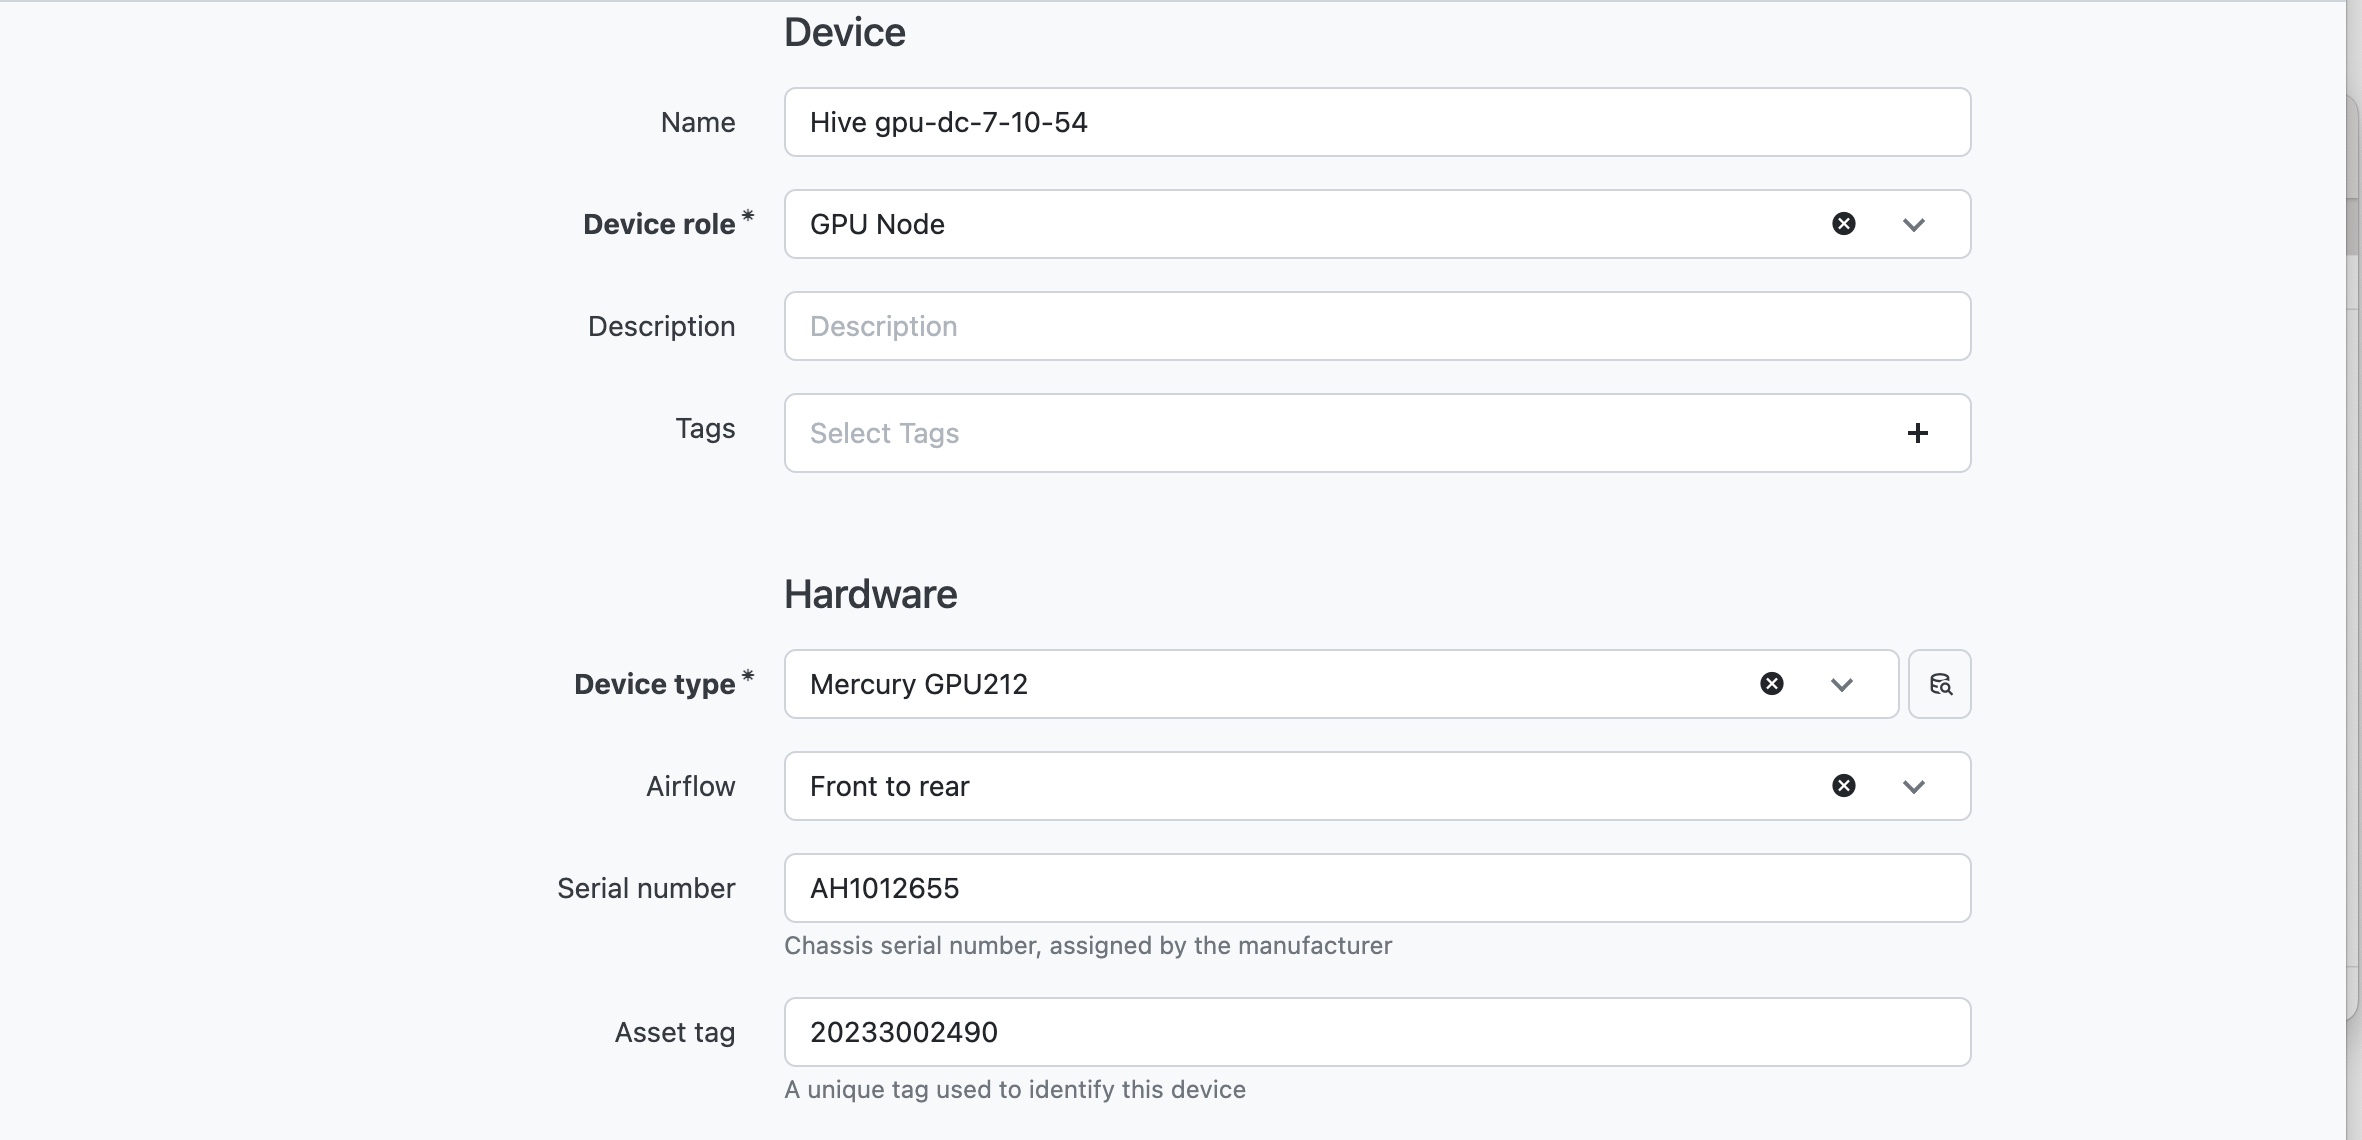 Device
Name
Hive gpu-dc-7-10-54
Device role *
GPU Node
Description
Description
Tags
Select Tags
Hardware
Device type *
Mercury GPU212
Airflow
Front to rear
Serial number
AH1012655
Chassis serial number, assigned by the manufacturer
Asset tag
20233002490
A unique tag used to identify this device